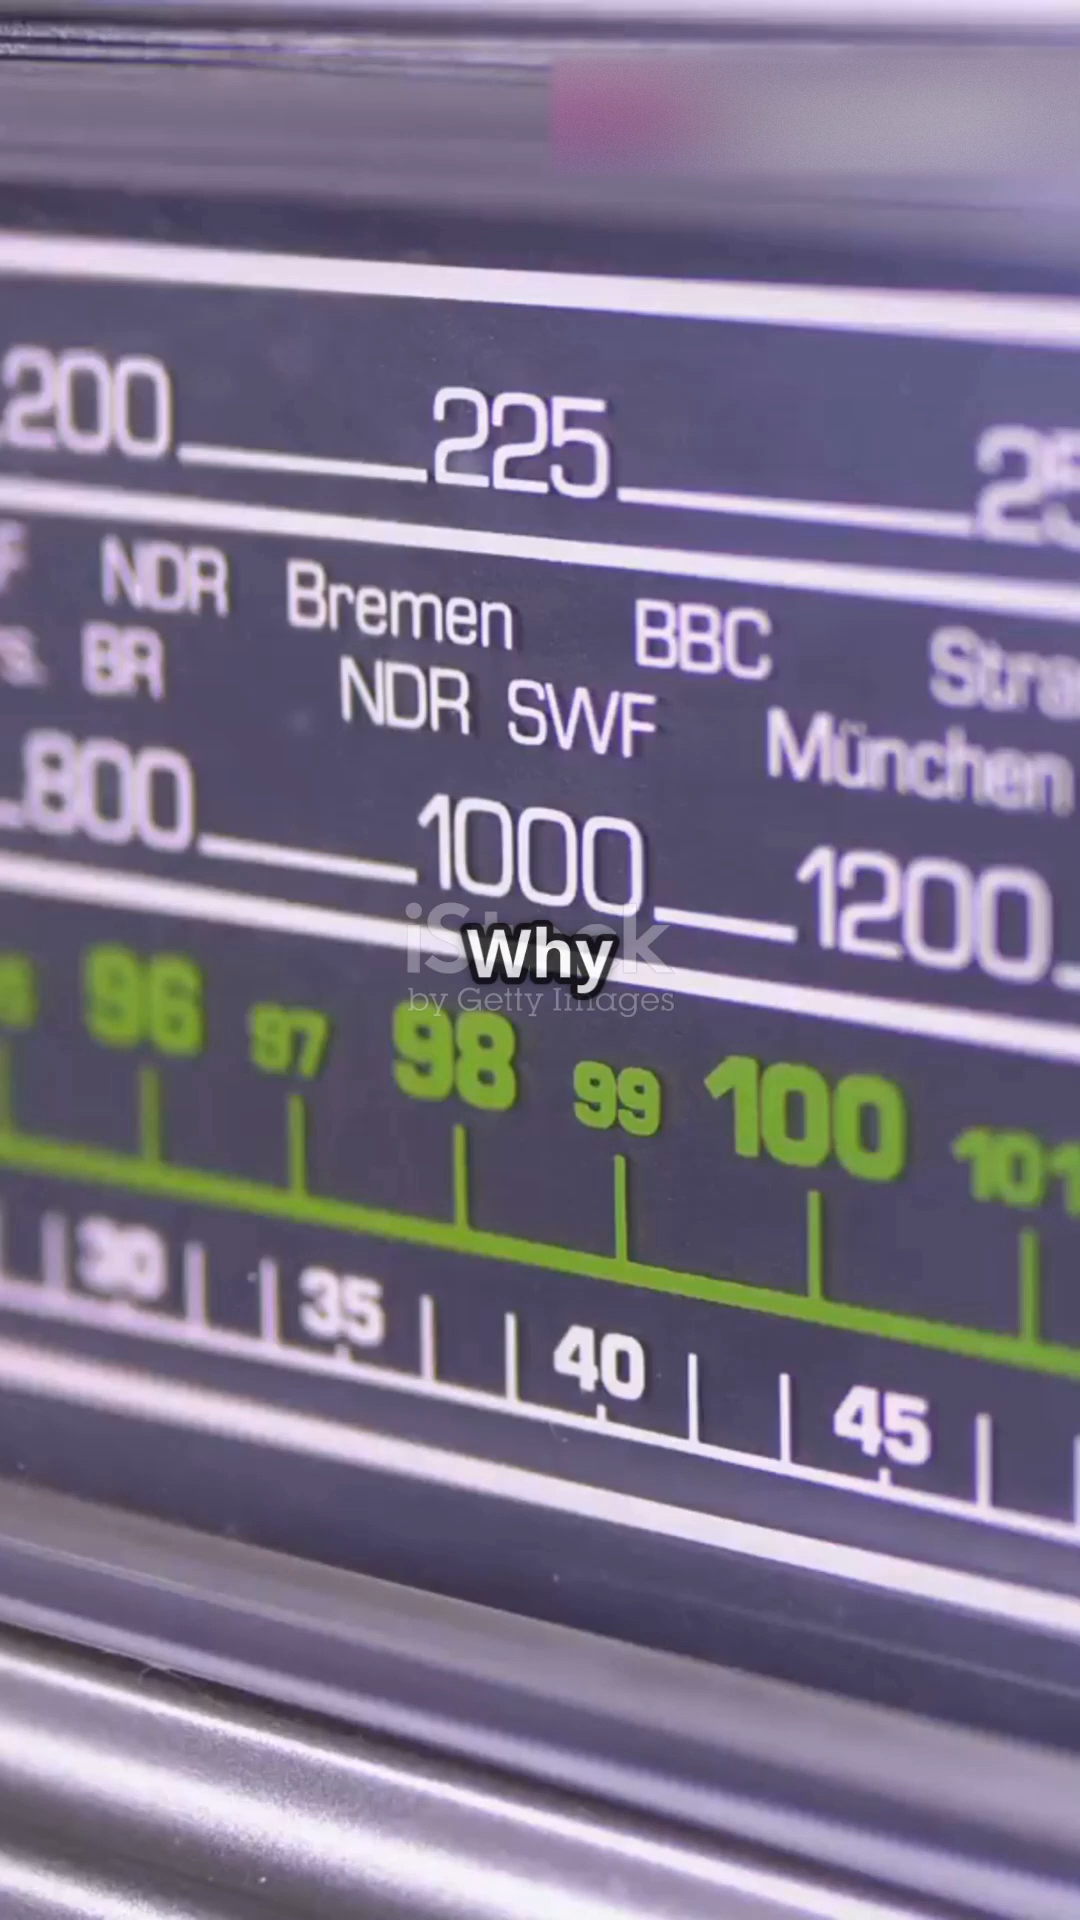 200 225
NDR Bremen BBC
BR NDR SWF München
800 1000 1200
iStock
Why
by Getty Images
96 97 98 99 100 101
30 35 40 45